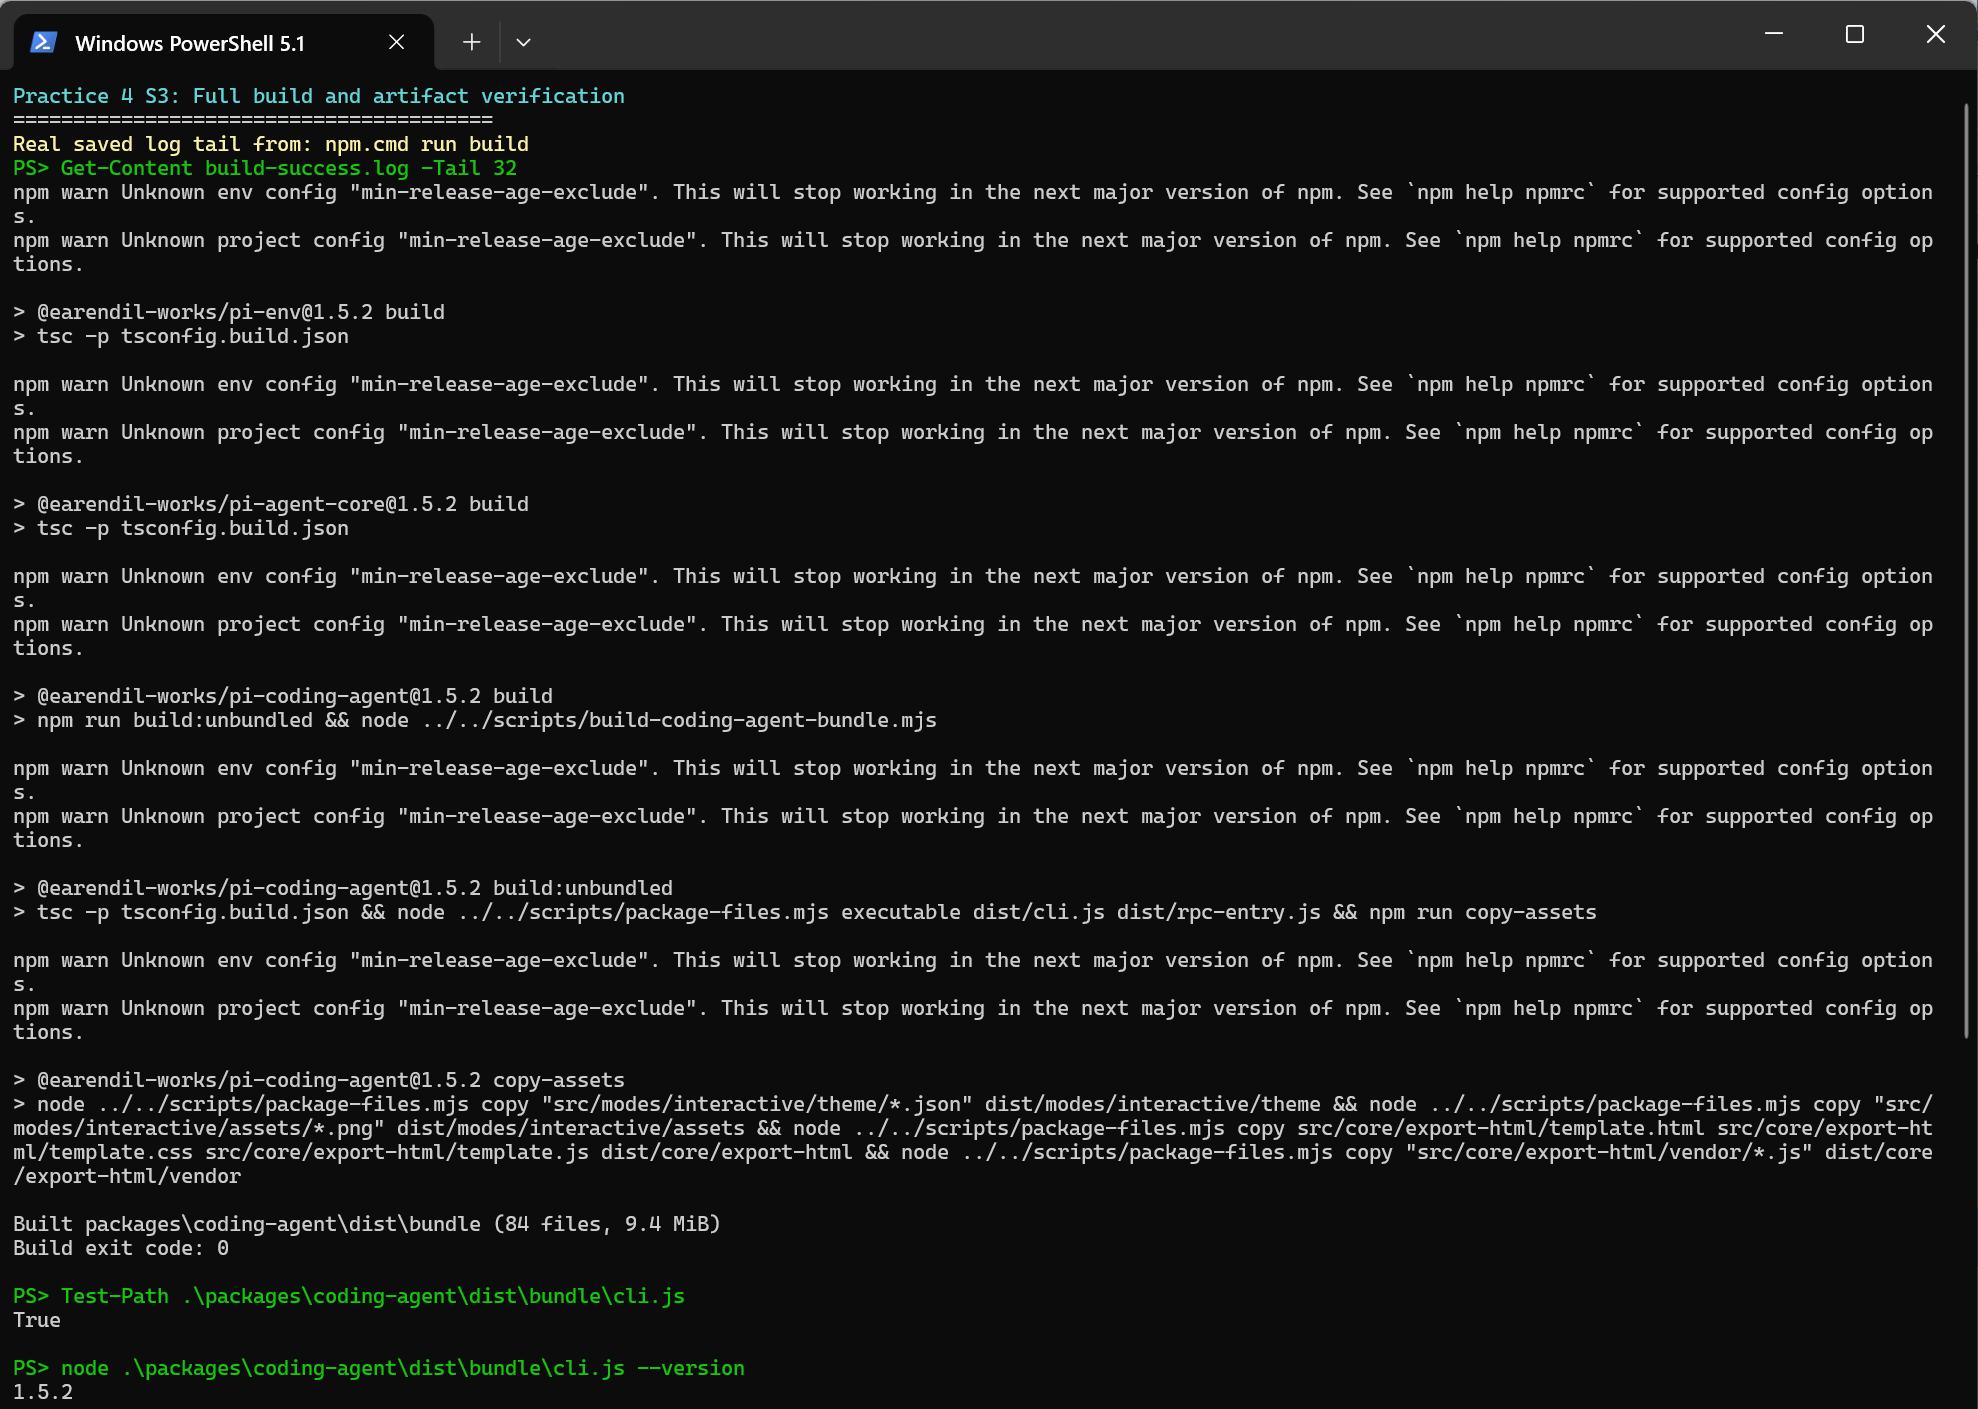 Windows PowerShell 5.1
Practice 4 S3: Full build and artifact verification
========================================
Real saved log tail from: npm.cmd run build
PS> Get-Content build-success.log -Tail 32
npm warn Unknown env config "min-release-age-exclude". This will stop working in the next major version of npm. See `npm help npmrc` for supported config option
s.
npm warn Unknown project config "min-release-age-exclude". This will stop working in the next major version of npm. See `npm help npmrc` for supported config op
tions.

> @earendil-works/pi-env@1.5.2 build
> tsc -p tsconfig.build.json

npm warn Unknown env config "min-release-age-exclude". This will stop working in the next major version of npm. See `npm help npmrc` for supported config option
s.
npm warn Unknown project config "min-release-age-exclude". This will stop working in the next major version of npm. See `npm help npmrc` for supported config op
tions.

> @earendil-works/pi-agent-core@1.5.2 build
> tsc -p tsconfig.build.json

npm warn Unknown env config "min-release-age-exclude". This will stop working in the next major version of npm. See `npm help npmrc` for supported config option
s.
npm warn Unknown project config "min-release-age-exclude". This will stop working in the next major version of npm. See `npm help npmrc` for supported config op
tions.

> @earendil-works/pi-coding-agent@1.5.2 build
> npm run build:unbundled && node ../../scripts/build-coding-agent-bundle.mjs

npm warn Unknown env config "min-release-age-exclude". This will stop working in the next major version of npm. See `npm help npmrc` for supported config option
s.
npm warn Unknown project config "min-release-age-exclude". This will stop working in the next major version of npm. See `npm help npmrc` for supported config op
tions.

> @earendil-works/pi-coding-agent@1.5.2 build:unbundled
> tsc -p tsconfig.build.json && node ../../scripts/package-files.mjs executable dist/cli.js dist/rpc-entry.js && npm run copy-assets

npm warn Unknown env config "min-release-age-exclude". This will stop working in the next major version of npm. See `npm help npmrc` for supported config option
s.
npm warn Unknown project config "min-release-age-exclude". This will stop working in the next major version of npm. See `npm help npmrc` for supported config op
tions.

> @earendil-works/pi-coding-agent@1.5.2 copy-assets
> node ../../scripts/package-files.mjs copy "src/modes/interactive/theme/*.json" dist/modes/interactive/theme && node ../../scripts/package-files.mjs copy "src/
modes/interactive/assets/*.png" dist/modes/interactive/assets && node ../../scripts/package-files.mjs copy src/core/export-html/template.html src/core/export-ht
ml/template.css src/core/export-html/template.js dist/core/export-html && node ../../scripts/package-files.mjs copy "src/core/export-html/vendor/*.js" dist/core
/export-html/vendor

Built packages\coding-agent\dist\bundle (84 files, 9.4 MiB)
Build exit code: 0

PS> Test-Path .\packages\coding-agent\dist\bundle\cli.js
True

PS> node .\packages\coding-agent\dist\bundle\cli.js --version
1.5.2